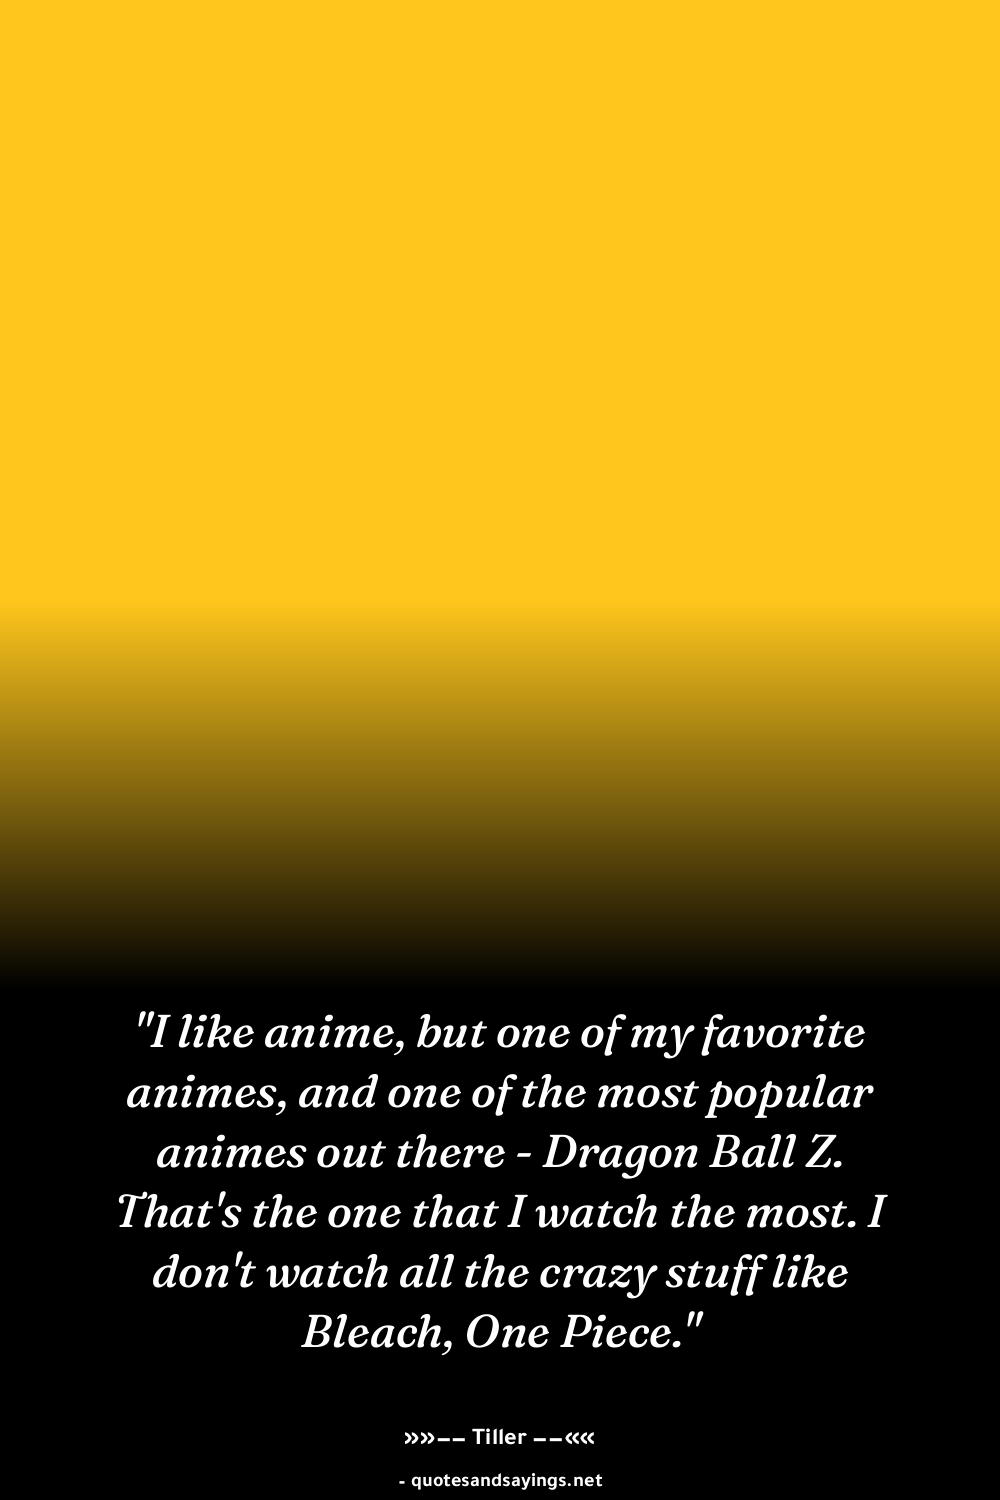 "I like anime, but one of my favorite
animes, and one of the most popular
animes out there - Dragon Ball Z.
That's the one that I watch the most. I
don't watch all the crazy stuff like
Bleach, One Piece."
»»–– Tiller ––««
- quotesandsayings.net